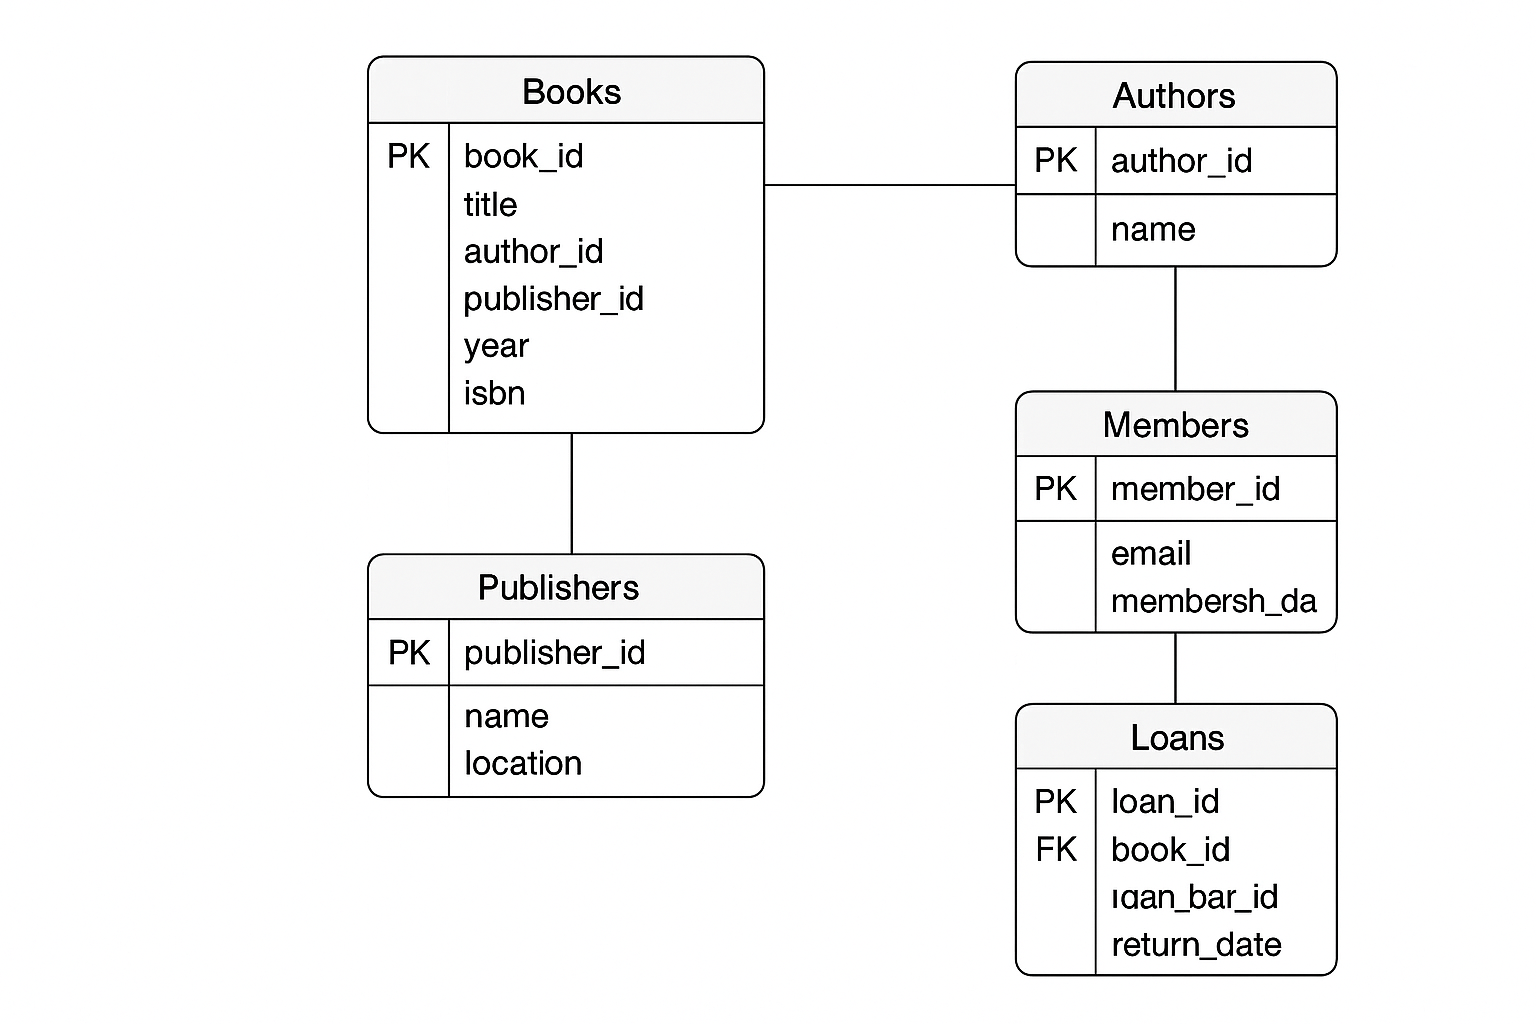 Books
PK book_id
title
author_id
publisher_id
year
isbn
Authors
PK author_id
name
Members
PK member_id
email
membersh_da
Publishers
PK publisher_id
name
location
Loans
PK loan_id
FK book_id
return_date